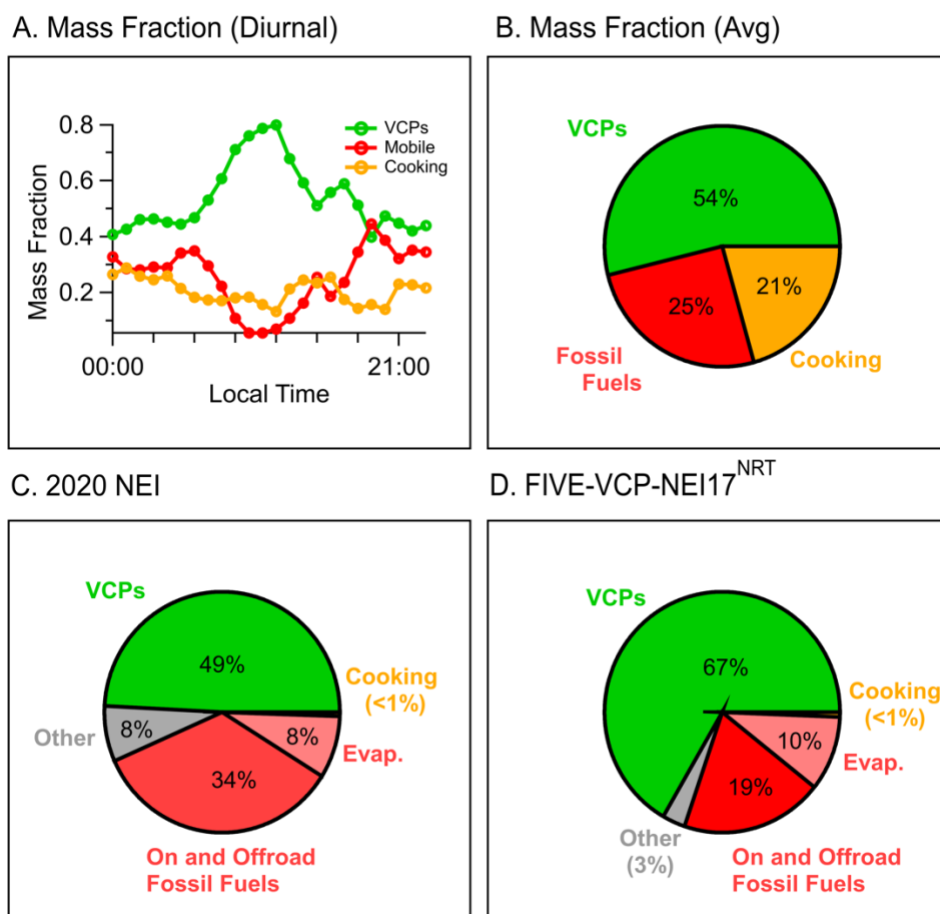 A. Mass Fraction (Diurnal)
0.8
0.6
0.4
0.2
Mass Fraction
VCPs
Mobile
Cooking
00:00
21:00
Local Time
B. Mass Fraction (Avg)
VCPs
54%
25%
21%
Fossil
Fuels
Cooking
C. 2020 NEI
VCPs
49%
Cooking
(<1%)
Other
8%
8%
Evap.
34%
On and Offroad
Fossil Fuels
D. FIVE-VCP-NEI17^NRT
VCPs
67%
Cooking
(<1%)
10%
Evap.
19%
Other
(3%)
On and Offroad
Fossil Fuels